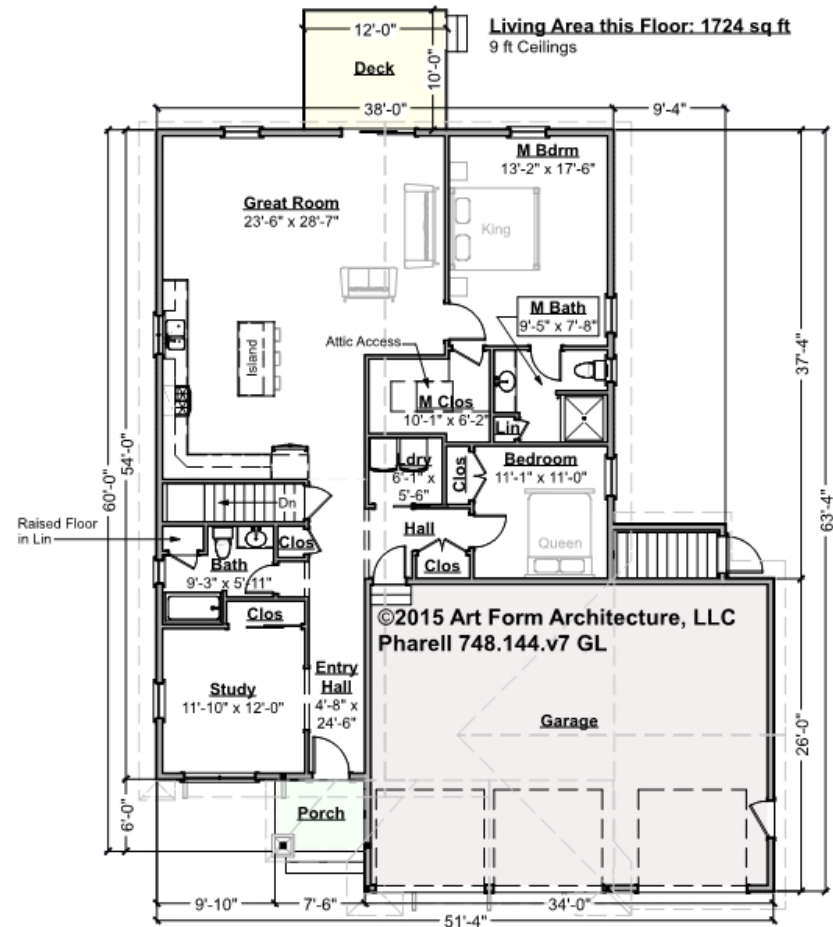 Living Area this Floor: 1724 sq ft
9 ft Ceilings
12'-0"
Deck
10'-0"
38'-0"
9'-4"
M Bdrm
13'-2" x 17'-6"
Great Room
23'-6" x 28'-7"
King
M Bath
9'-5" x 7'-8"
Attic Access
Island
37'-4"
M Clos
10'-1" x 6'-2"
Lin
54'-0"
60'-0"
63'-4"
Ldry
6'-1" x
5'-6"
Clos
Bedroom
11'-1" x 11'-0"
Dn
Raised Floor
in Lin
Hall
Queen
Clos
Bath
9'-3" x 5'-11"
Clos
Clos
©2015 Art Form Architecture, LLC
Pharell 748.144.v7 GL
Study
11'-10" x 12'-0"
Entry
Hall
4'-8" x
24'-6"
Garage
26'-0"
Porch
6'-0"
9'-10"
7'-6"
34'-0"
51'-4"